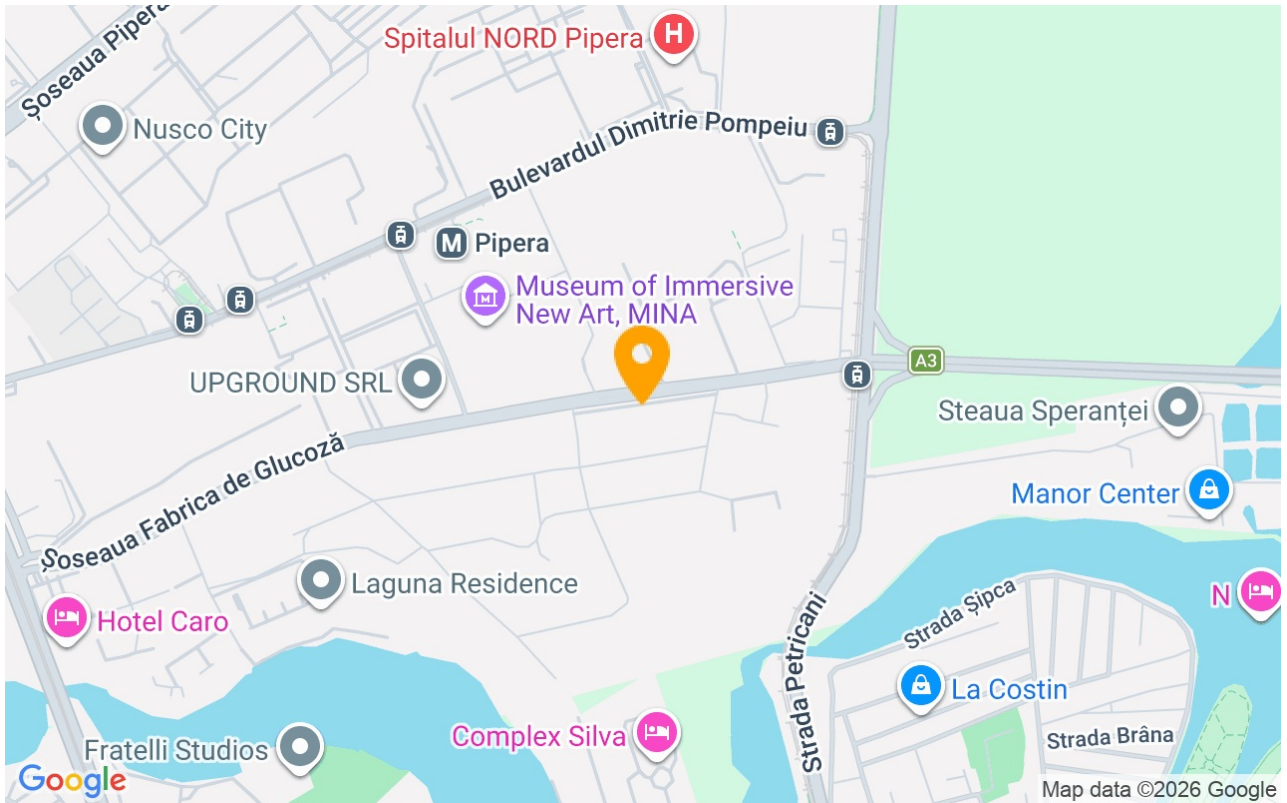 Spitalul NORD Pipera
H
Șoseaua Pipera
Nusco City
Bulevardul Dimitrie Pompeiu
M Pipera
Museum of Immersive
New Art, MINA
M
A3
UPGROUND SRL
Steaua Speranței
Șoseaua Fabrica de Glucoză
Manor Center
Laguna Residence
Hotel Caro
N
Strada Șipca
Strada Petricani
La Costin
Complex Silva
Strada Brâna
Fratelli Studios
Google
Map data ©2026 Google